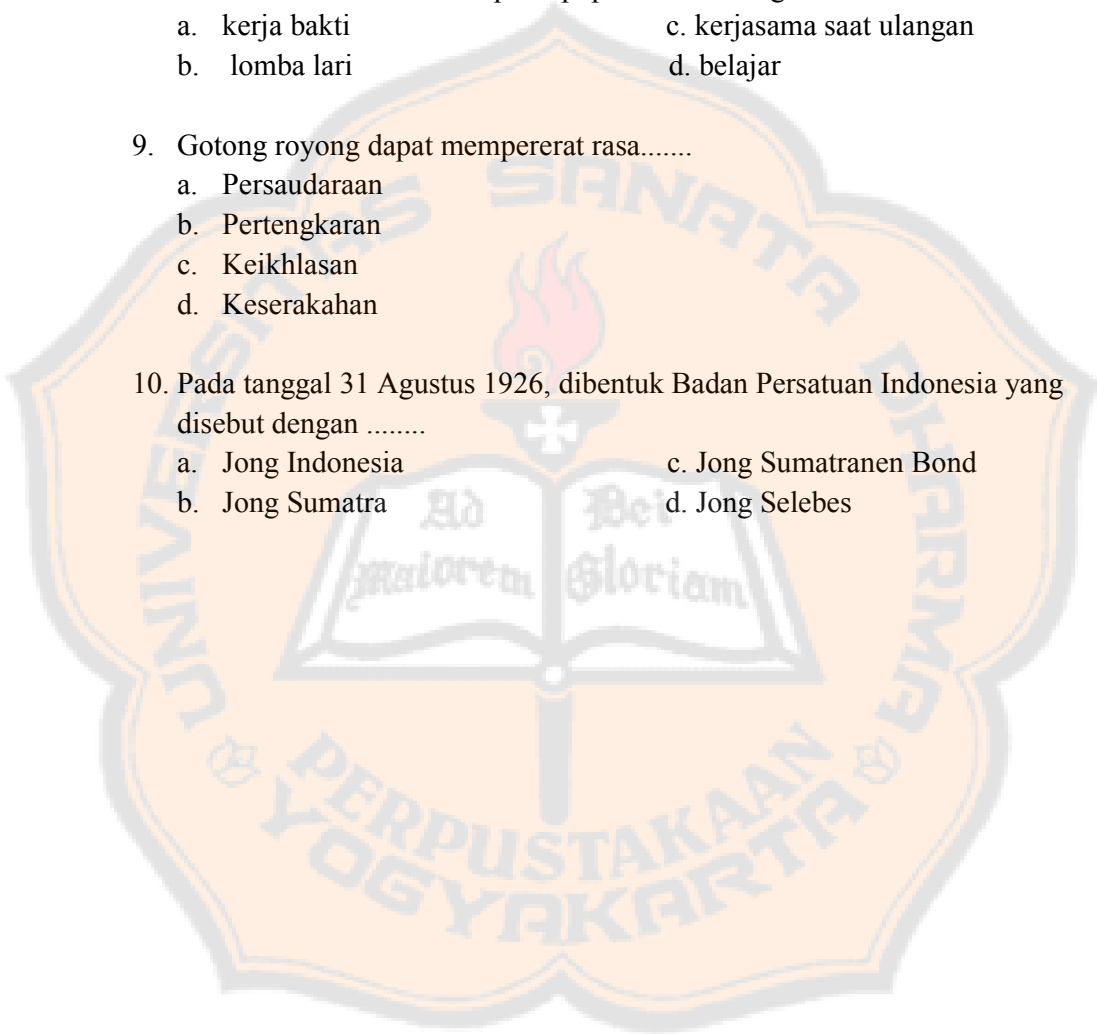 a. kerja bakti c. kerjasama saat ulangan
b. lomba lari d. belajar
9. Gotong royong dapat mempererat rasa.......
a. Persaudaraan
b. Pertengkaran
c. Keikhlasan
d. Keserakahan
10. Pada tanggal 31 Agustus 1926, dibentuk Badan Persatuan Indonesia yang
disebut dengan ........
a. Jong Indonesia c. Jong Sumatranen Bond
b. Jong Sumatra d. Jong Selebes
UNIVERSITAS SANATA DHARMA
Ad Dei
maiorem Gloriam
PERPUSTAKAAN
YOGYAKARTA